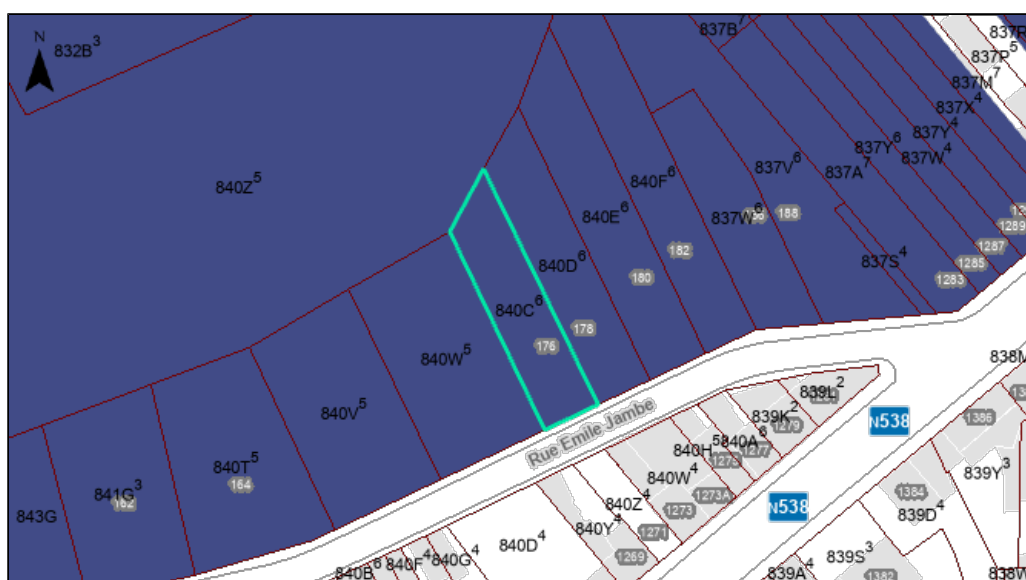 N
832B³
837B⁷
837R
837P⁵
837M⁷
837X⁴
837Y⁴
837Y⁶
837W⁴
837A⁷
837V⁶
840F⁶
840Z⁵
840E⁶
837W⁶
188
182
837S⁴
1289
1287
1285
1283
840D⁶
180
840C⁶
178
176
840W⁵
840V⁵
838M
839L²
839K²
1279
N538
1386
Rue Emile Jambe
840A⁶
840H⁵
1277
1275
840T⁵
164
840W⁴
1273A
1273
839Y³
1384
839D⁴
N538
841G³
162
843G
840Z⁴
840Y⁴
1271
840D⁴
1269
839S³
840G⁴
840F⁴
840B⁶
839A⁴
1382
838V